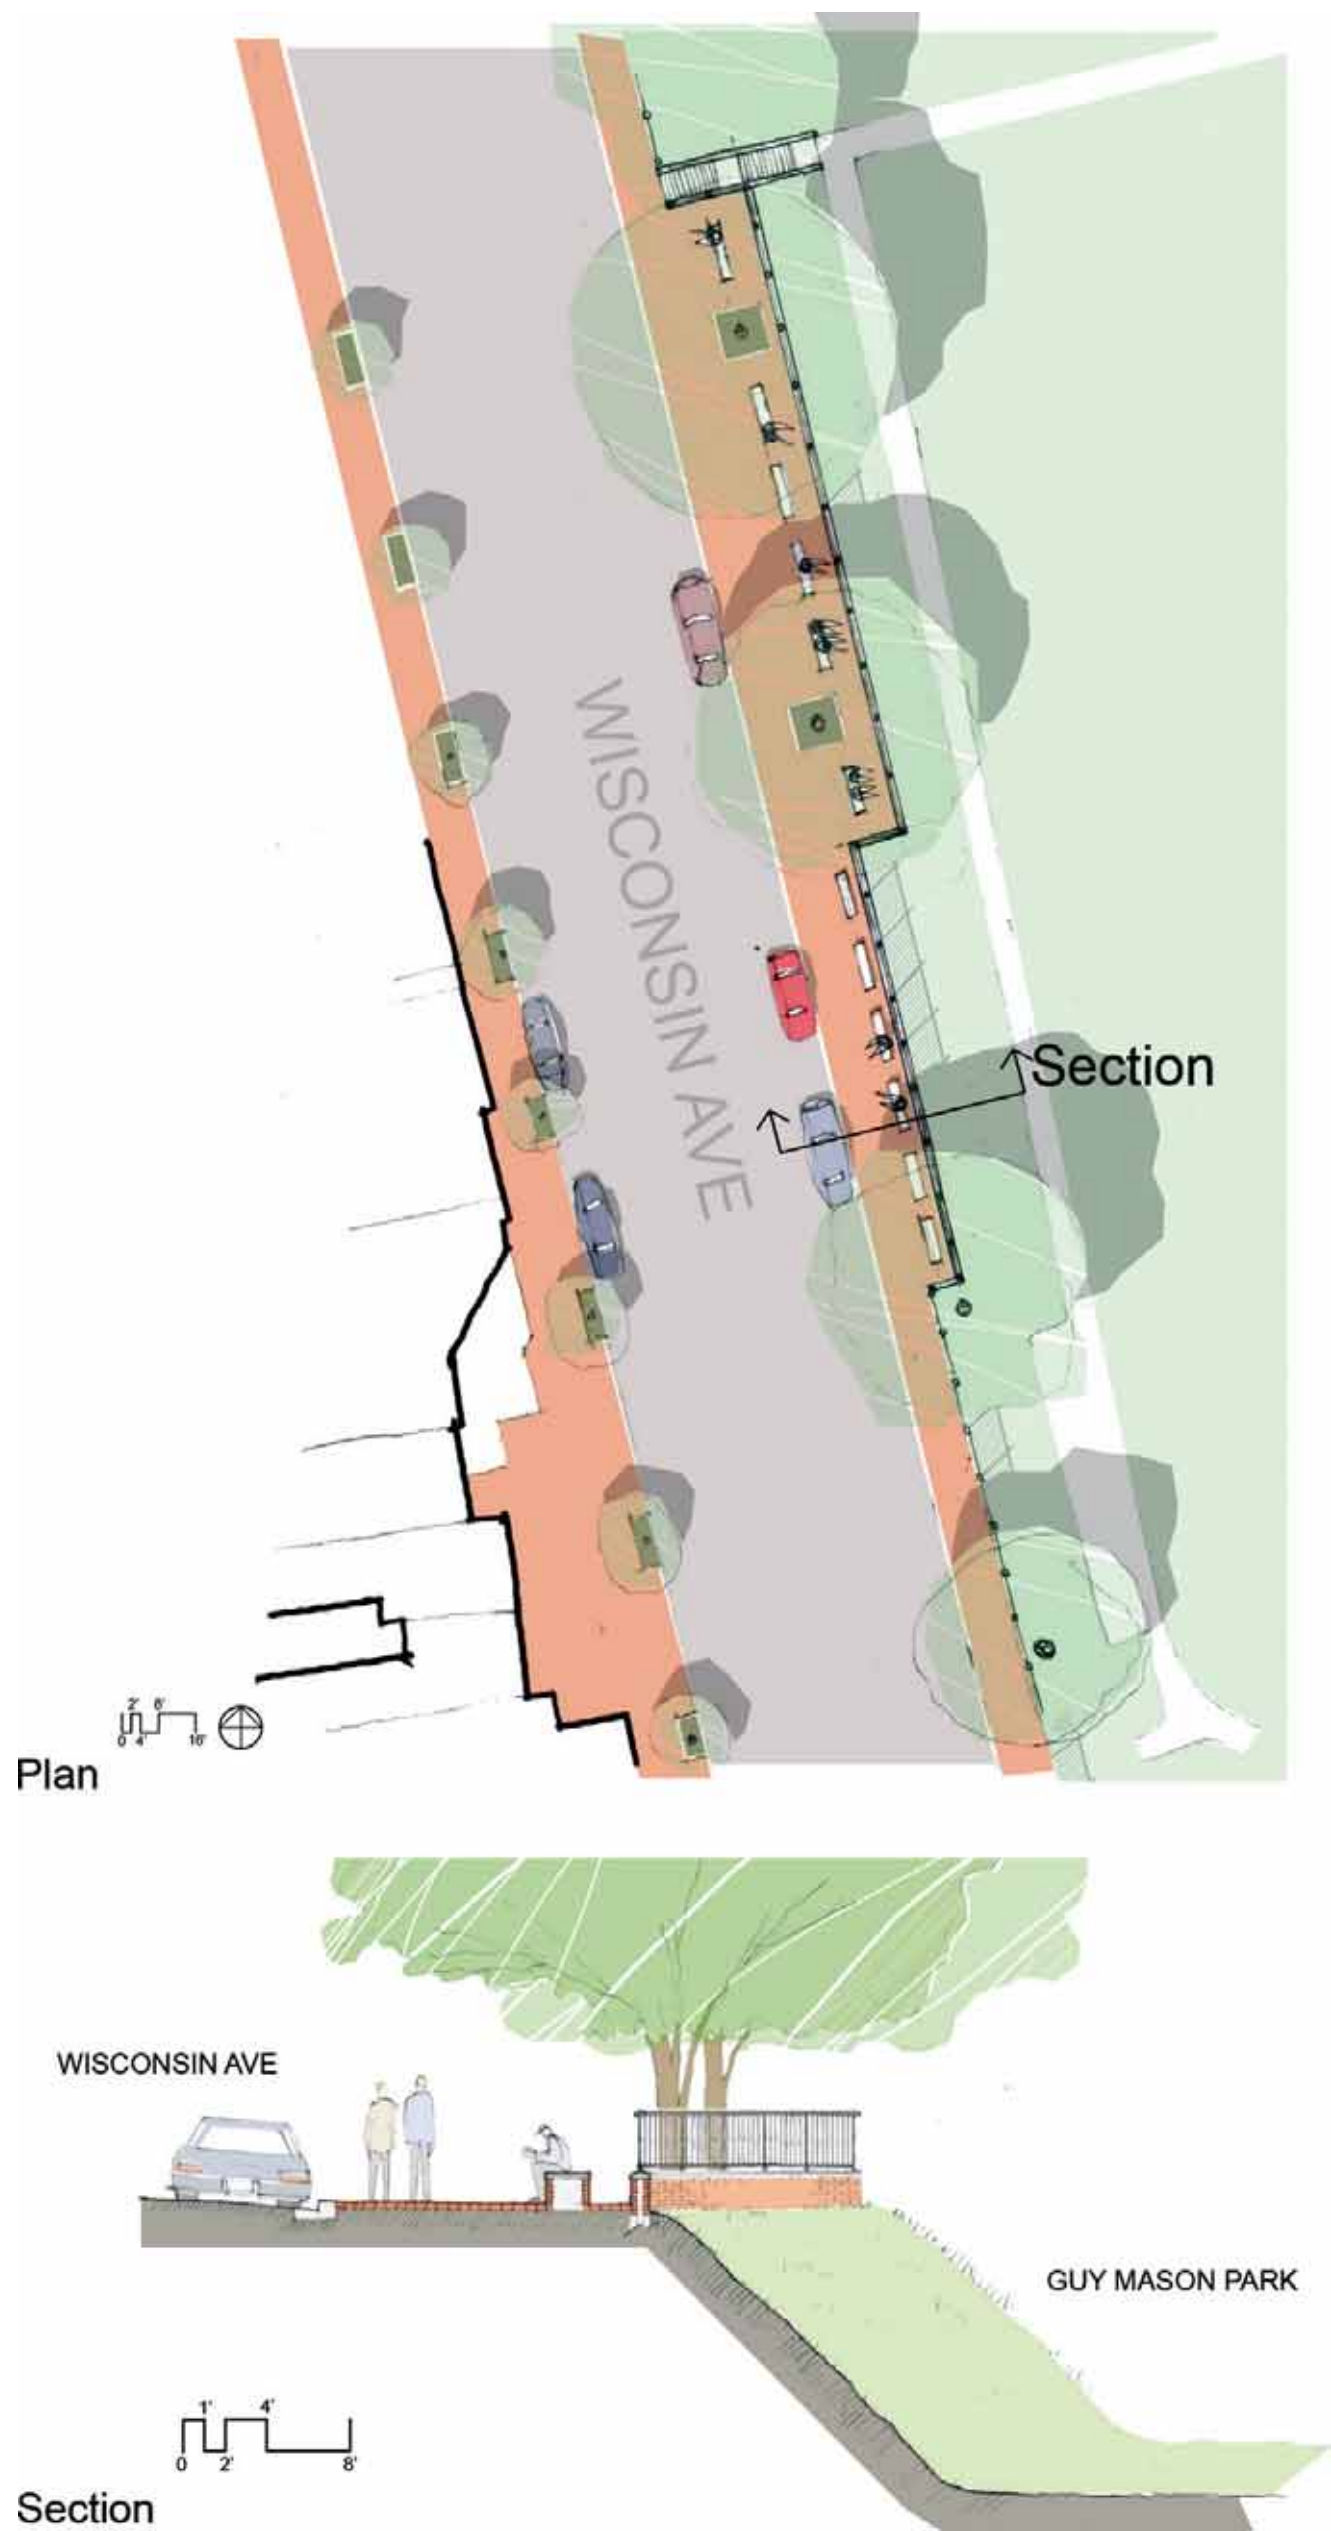 WISCONSIN AVE
Section
2' 8'
0 4' 16'
Plan
WISCONSIN AVE
GUY MASON PARK
1' 4'
0 2' 8'
Section